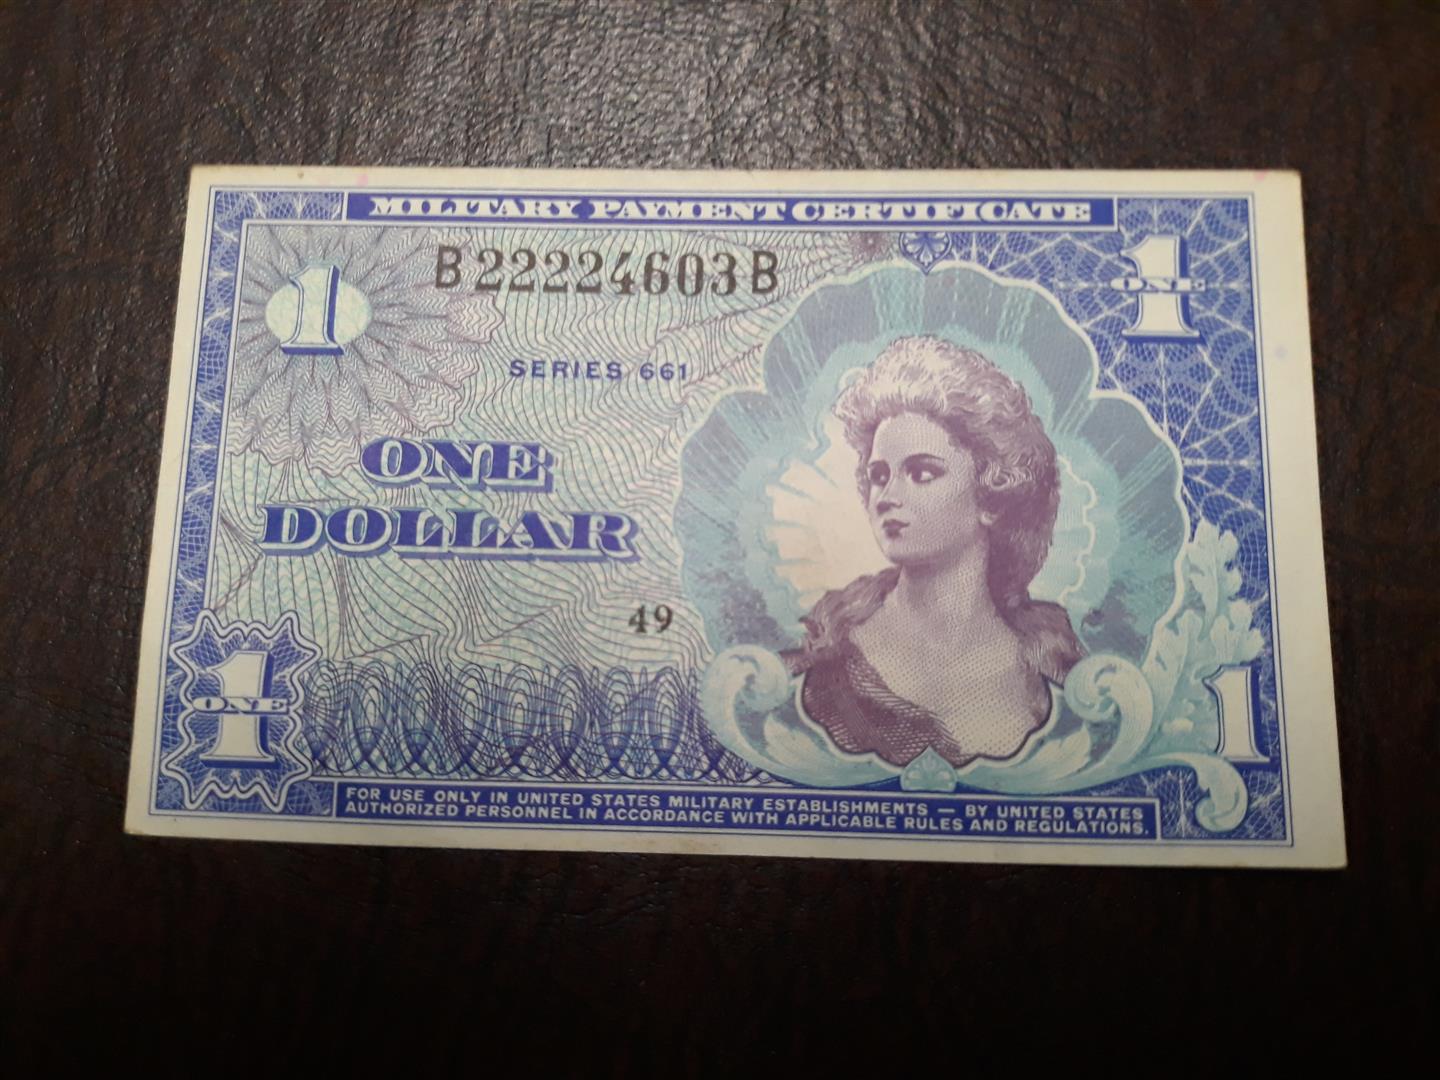 MILITARY PAYMENT CERTIFICATE
B22224603B
1
1
ONE
SERIES 661
ONE
DOLLAR
49
1
ONE
1
FOR USE ONLY IN UNITED STATES MILITARY ESTABLISHMENTS — BY UNITED STATES
AUTHORIZED PERSONNEL IN ACCORDANCE WITH APPLICABLE RULES AND REGULATIONS.